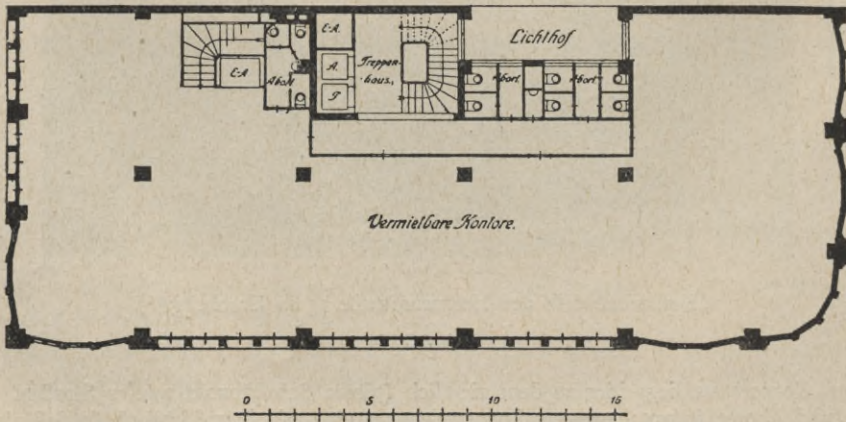 L-A.
Lichthof
L-A.
Abort
A.
Treppen-
haus.
Abort
Abort
P.
Vermietbare Kontore.
0 5 10 15